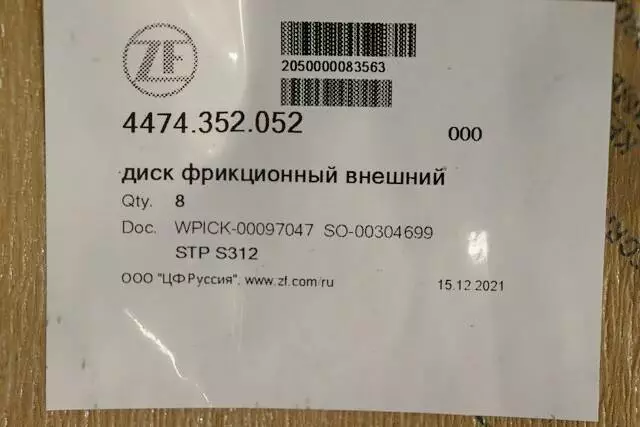 ZF
2050000083563
4474.352.052
000
диск фрикционный внешний
Qty. 8
Doc. WPICK-00097047 SO-00304699
STP S312
ООО "ЦФ Руссия", www.zf.com/ru
15.12.2021